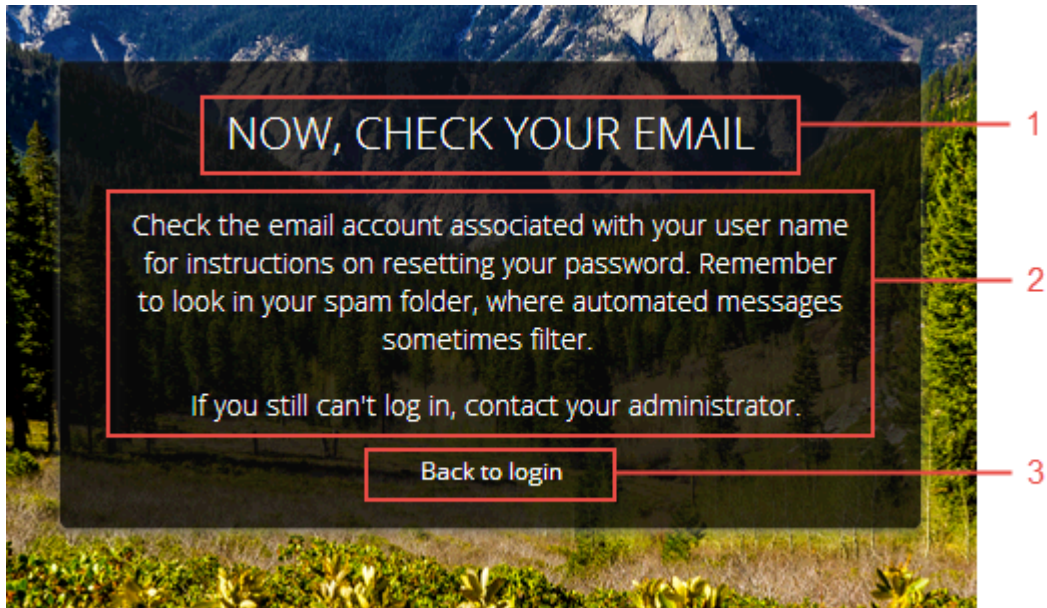 NOW, CHECK YOUR EMAIL
1
Check the email account associated with your user name
for instructions on resetting your password. Remember
to look in your spam folder, where automated messages
sometimes filter.
2
If you still can't log in, contact your administrator.
Back to login
3